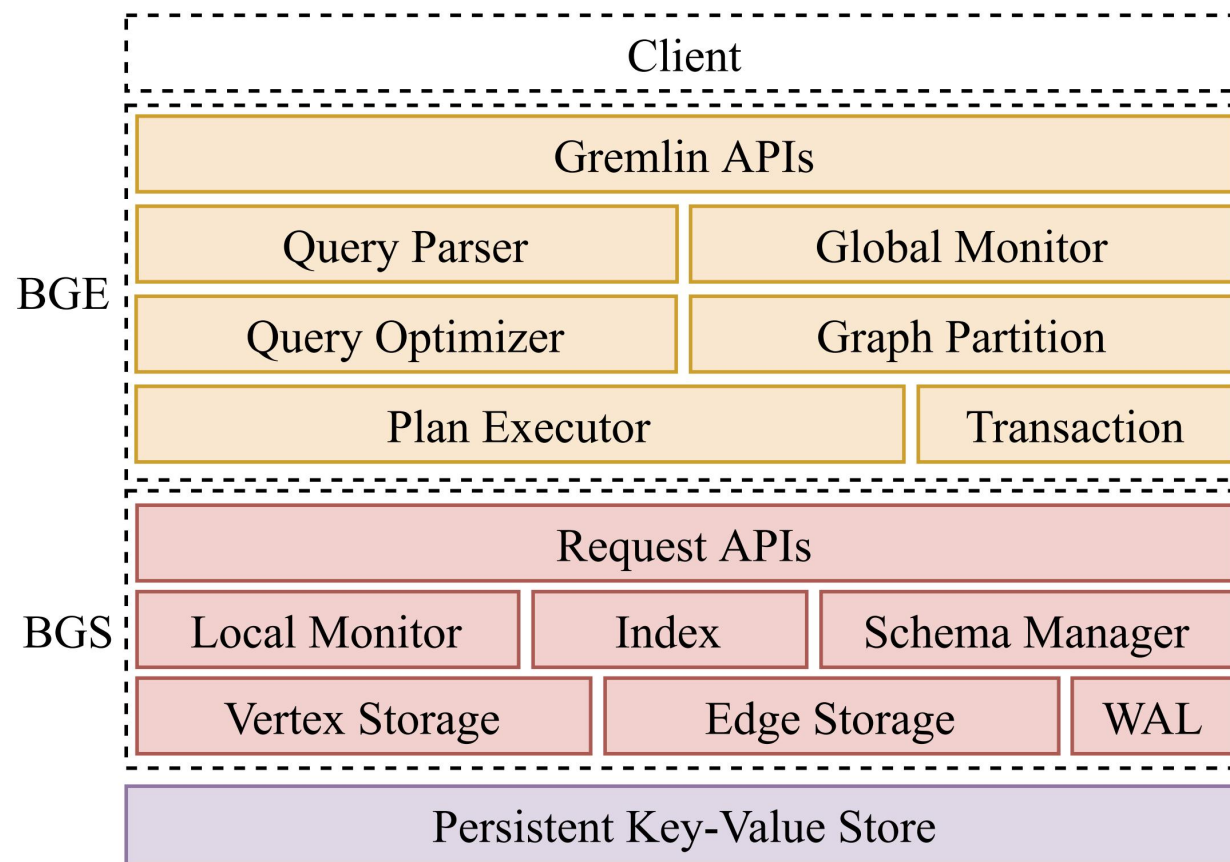 Client
Gremlin APIs
Query Parser Global Monitor
BGE
Query Optimizer Graph Partition
Plan Executor Transaction
Request APIs
BGS Local Monitor Index Schema Manager
Vertex Storage Edge Storage WAL
Persistent Key-Value Store